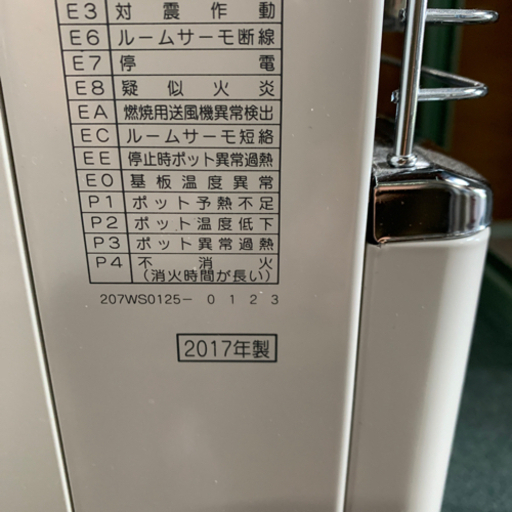 E3 対震作動
E6 ルームサーモ断線
E7 停電
E8 疑似火炎
EA 燃焼用送風機異常検出
EC ルームサーモ短絡
EE 停止時ポット異常過熱
E0 基板温度異常
P1 ポット予熱不足
P2 ポット温度低下
P3 ポット異常過熱
P4 不消火
(消火時間が長い)
207WS0125-0123
2017年製